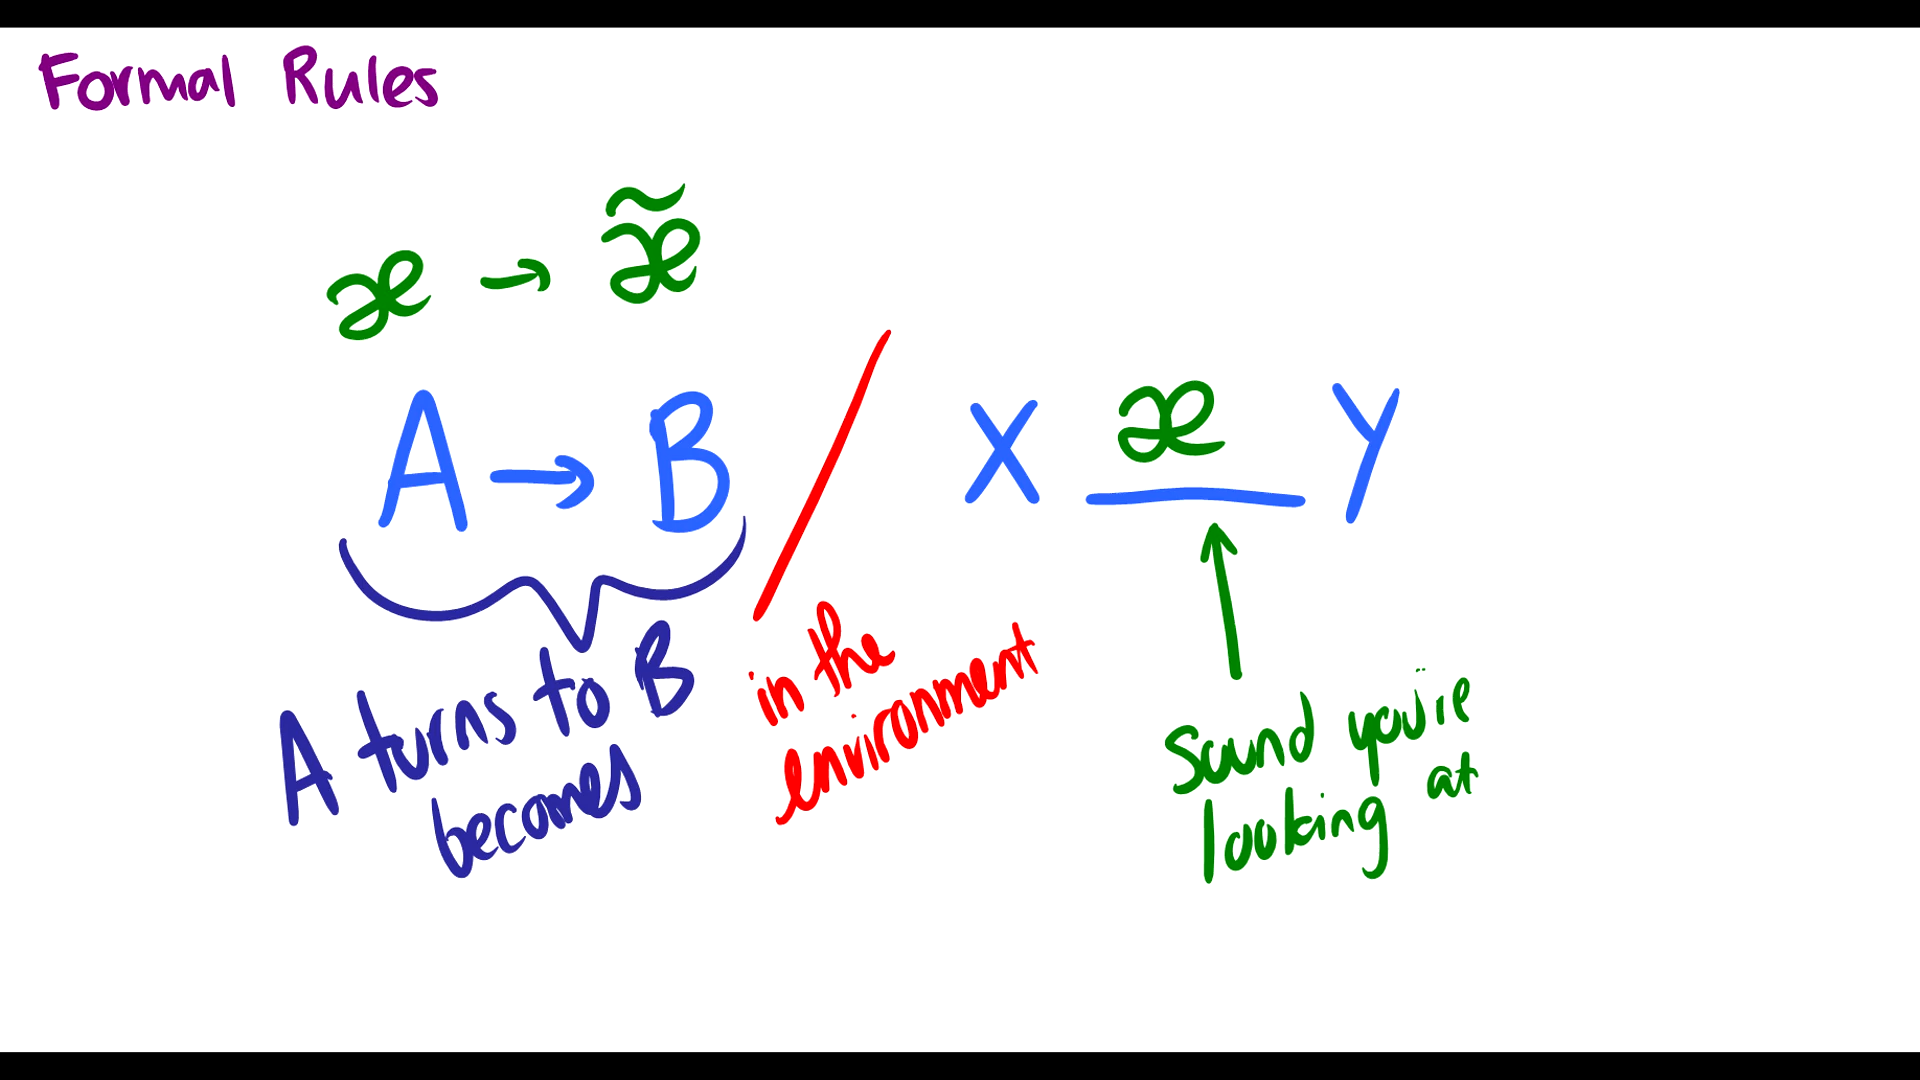 Formal Rules
æ → æ̃
A → B / X æ Y
A turns to B
becomes
in the
environment
Sound you're
looking at